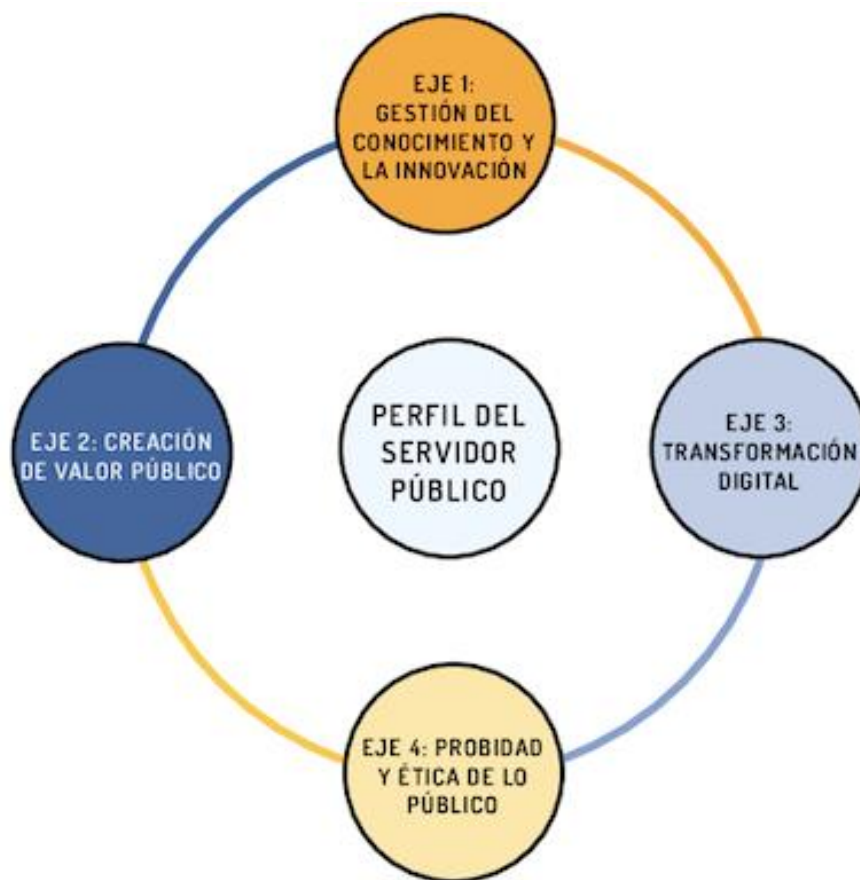 EJE 1:
GESTIÓN DEL
CONOCIMIENTO Y
LA INNOVACIÓN
EJE 2: CREACIÓN
DE VALOR PÚBLICO
PERFIL DEL
SERVIDOR
PÚBLICO
EJE 3:
TRANSFORMACIÓN
DIGITAL
EJE 4: PROBIDAD
Y ÉTICA DE LO
PÚBLICO